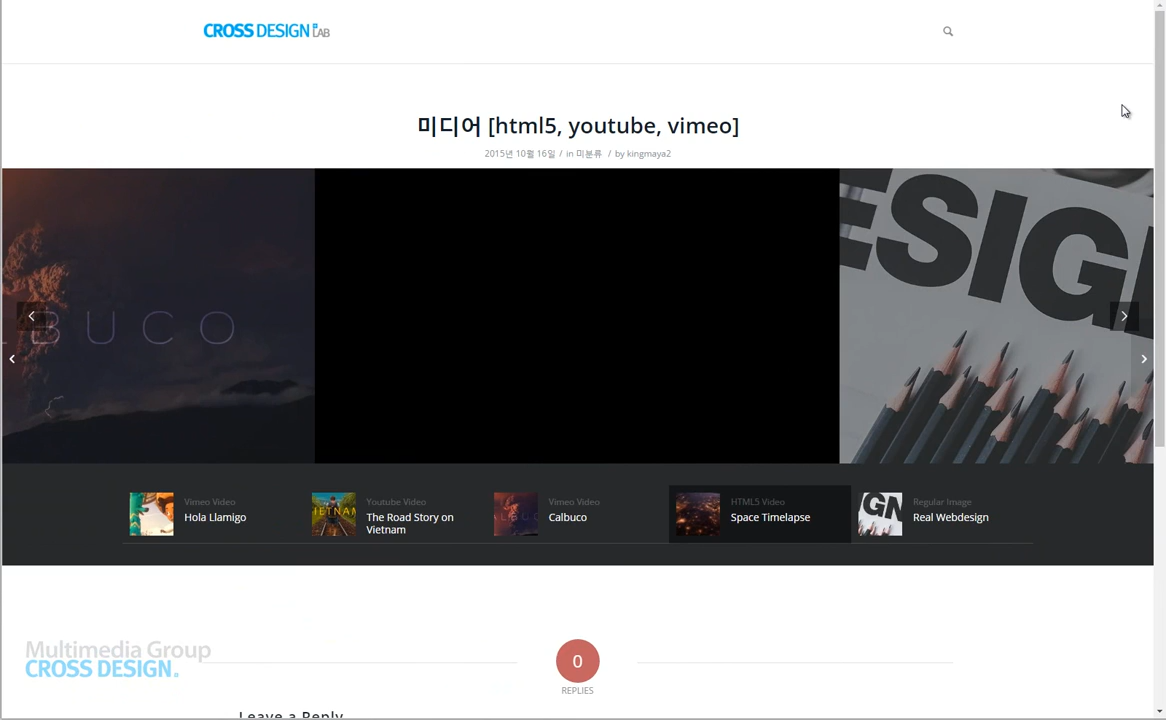 CROSS DESIGN LAB
미디어 [html5, youtube, vimeo]
2015년 10월 16일 / in 미분류 / by kingmaya2
BUCO
ESIG
Vimeo Video
Hola Llamigo
Youtube Video
The Road Story on
Vietnam
Vimeo Video
Calbuco
HTML5 Video
Space Timelapse
Regular Image
Real Webdesign
Multimedia Group
CROSS DESIGN
0
REPLIES
Leave a Reply